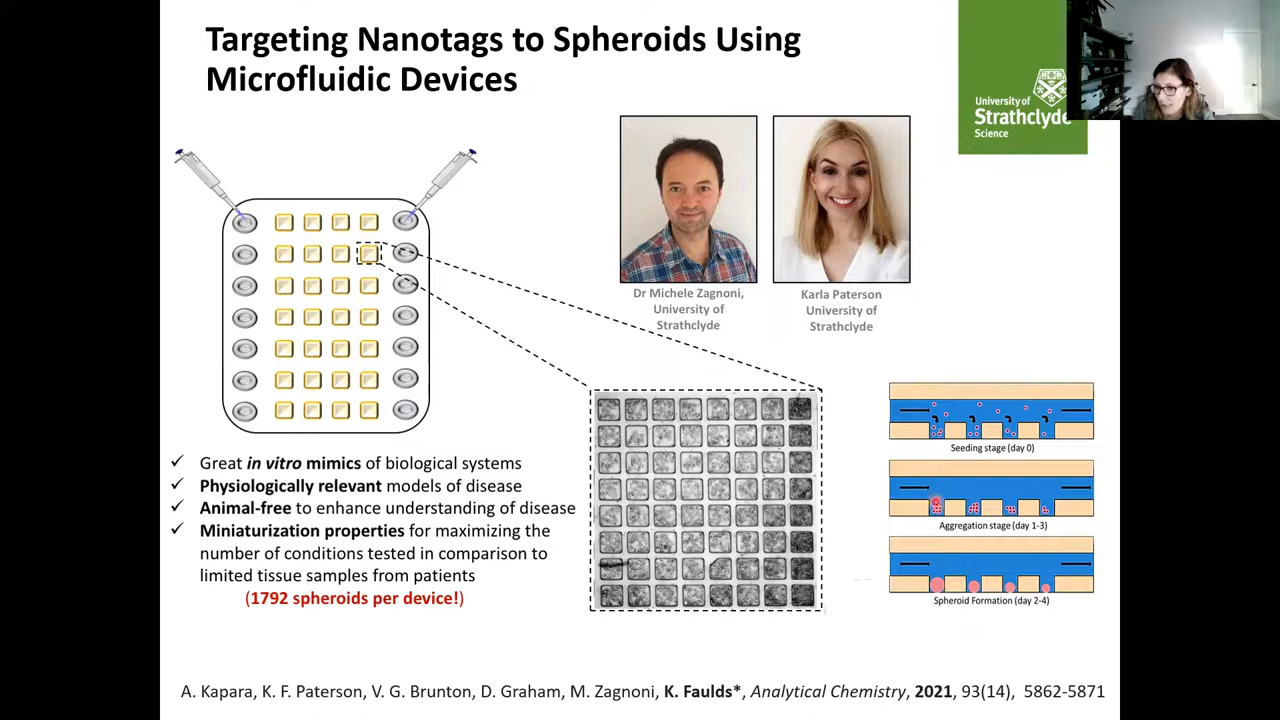 Targeting Nanotags to Spheroids Using
Microfluidic Devices
University of
Strathclyde
Science
Dr Michele Zagnoni,
University of
Strathclyde
Karla Paterson
University of
Strathclyde
Seeding stage (day 0)
Aggregation stage (day 1-3)
Spheroid Formation (day 2-4)
✓ Great in vitro mimics of biological systems
✓ Physiologically relevant models of disease
✓ Animal-free to enhance understanding of disease
✓ Miniaturization properties for maximizing the
number of conditions tested in comparison to
limited tissue samples from patients
(1792 spheroids per device!)
A. Kapara, K. F. Paterson, V. G. Brunton, D. Graham, M. Zagnoni, K. Faulds*, Analytical Chemistry, 2021, 93(14), 5862-5871